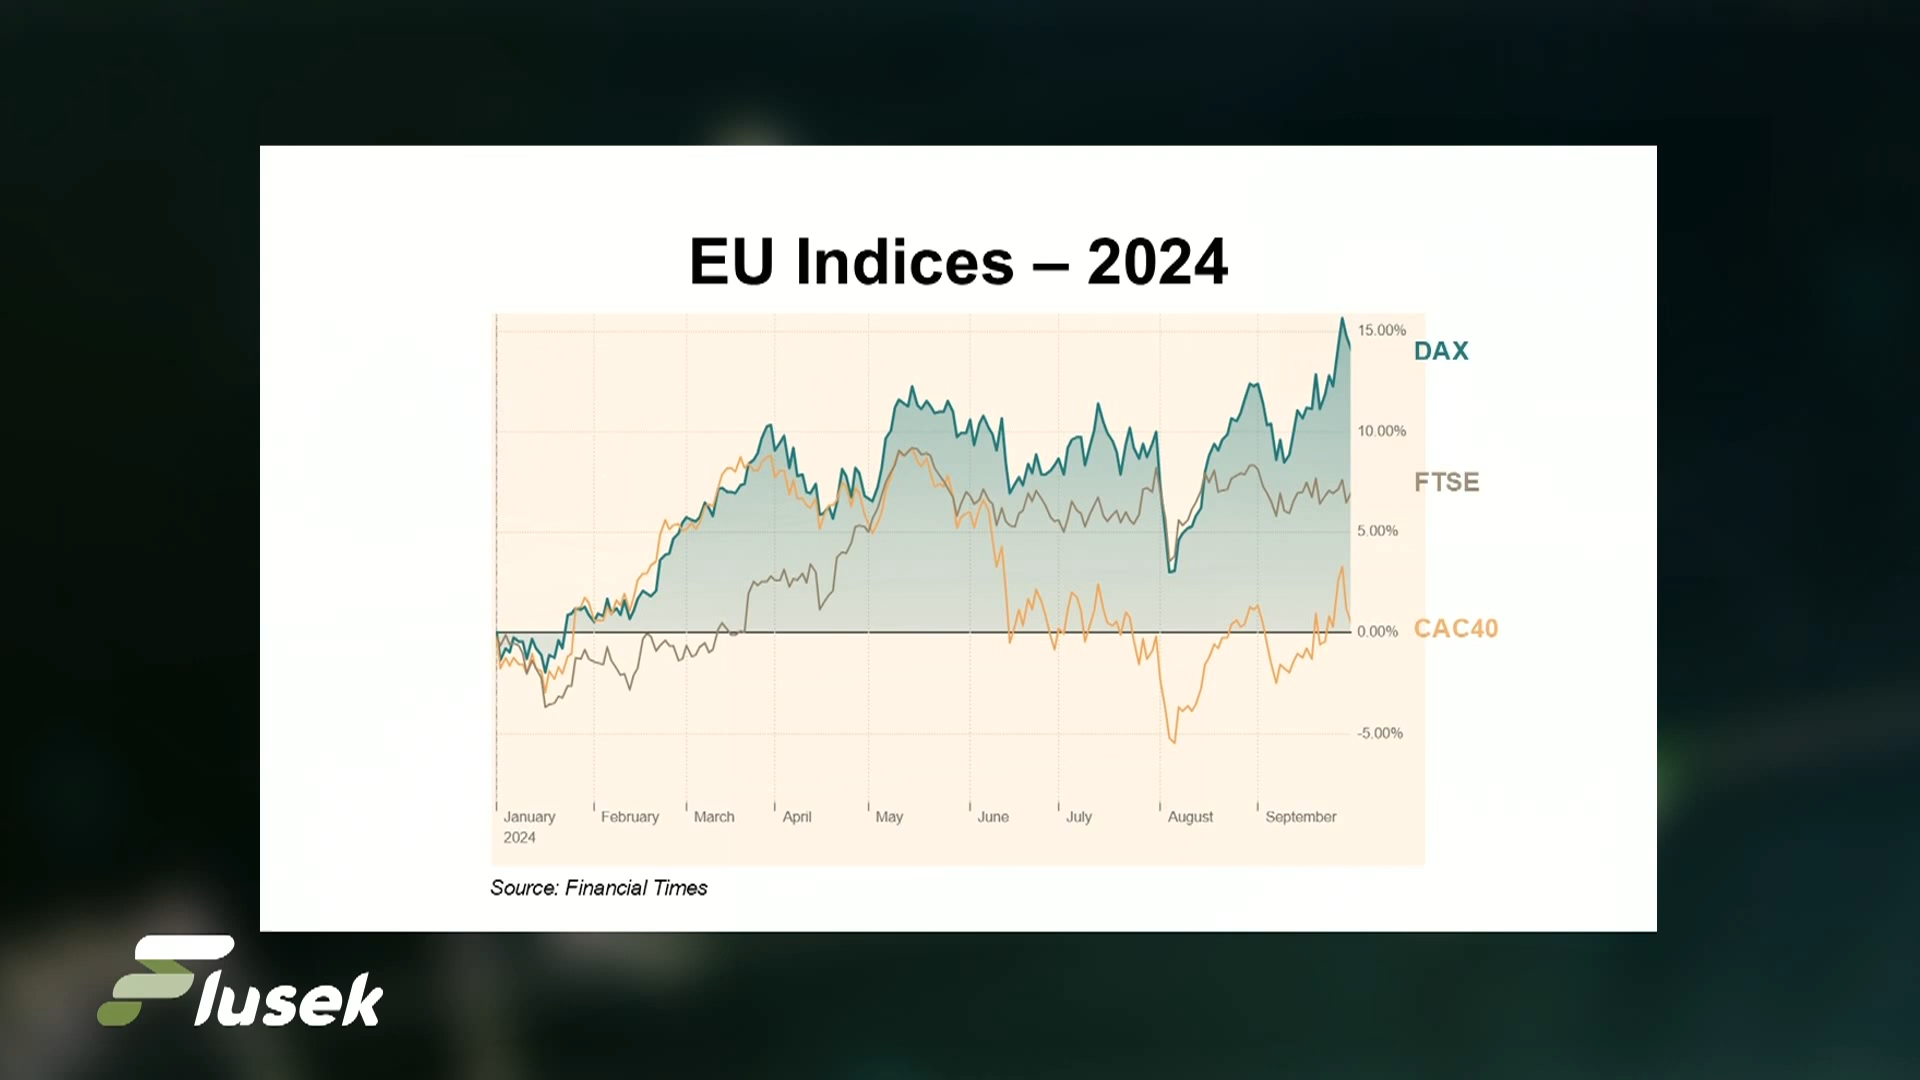 EU Indices – 2024
15.00%
DAX
10.00%
FTSE
5.00%
0.00%
CAC40
-5.00%
January February March April May June July August September
2024
Source: Financial Times
Flusek